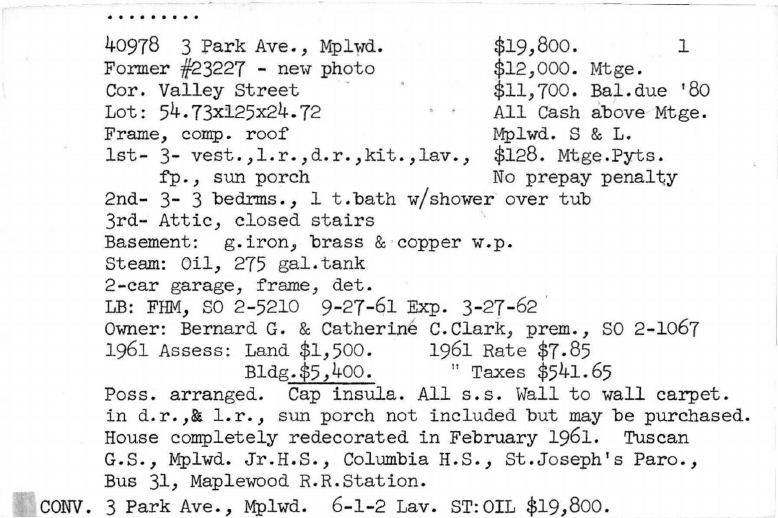 .........
40978 3 Park Ave., Mplwd. $19,800. 1
Former #23227 - new photo $12,000. Mtge.
Cor. Valley Street $11,700. Bal.due '80
Lot: 54.73x125x24.72 All Cash above Mtge.
Frame, comp. roof Mplwd. S & L.
1st- 3- vest.,l.r.,d.r.,kit.,lav., $128. Mtge.Pyts.
fp., sun porch No prepay penalty
2nd- 3- 3 bedrms., 1 t.bath w/shower over tub
3rd- Attic, closed stairs
Basement: g.iron, brass & copper w.p.
Steam: Oil, 275 gal.tank
2-car garage, frame, det.
LB: FHM, SO 2-5210 9-27-61 Exp. 3-27-62
Owner: Bernard G. & Catherine C.Clark, prem., SO 2-1067
1961 Assess: Land $1,500. 1961 Rate $7.85
Bldg.$5,400. " Taxes $541.65
Poss. arranged. Cap insula. All s.s. Wall to wall carpet.
in d.r.,& l.r., sun porch not included but may be purchased.
House completely redecorated in February 1961. Tuscan
G.S., Mplwd. Jr.H.S., Columbia H.S., St.Joseph's Paro.,
Bus 31, Maplewood R.R.Station.
CONV. 3 Park Ave., Mplwd. 6-1-2 Lav. ST:OIL $19,800.